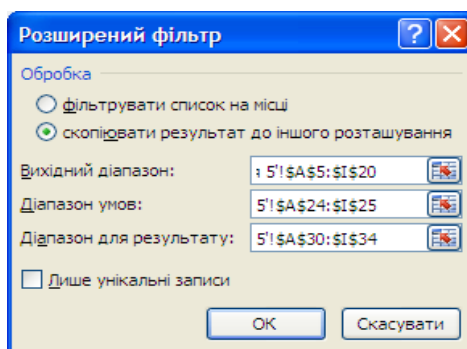 Розширений фільтр
Обробка
фільтрувати список на місці
скопіювати результат до іншого розташування
Вихідний діапазон: 5'!$A$5:$I$20
Діапазон умов: 5'!$A$24:$I$25
Діапазон для результату: 5'!$A$30:$I$34
Лише унікальні записи
ОК Скасувати